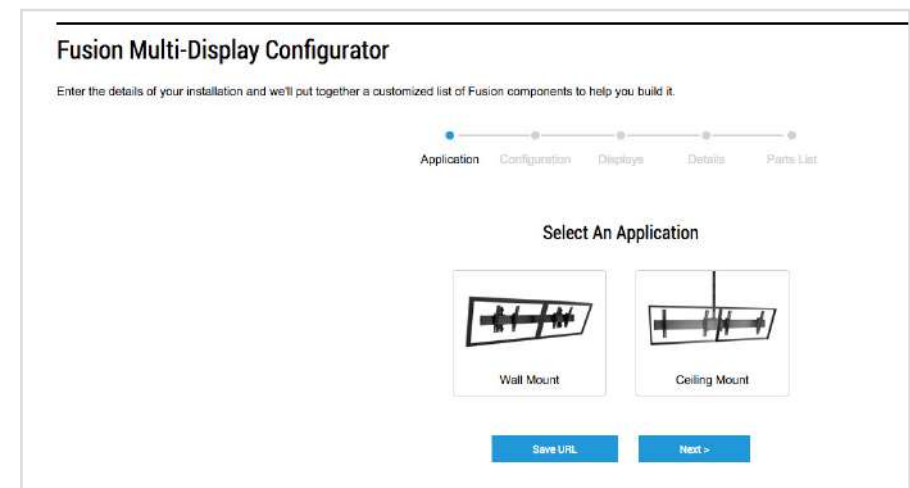 Fusion Multi-Display Configurator
Enter the details of your installation and we'll put together a customized list of Fusion components to help you build it.
Application Configuration Displays Details Parts List
Select An Application
Wall Mount Ceiling Mount
Save URL Next >